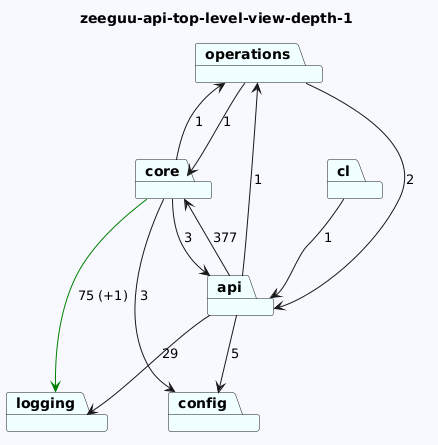 zeeguu-api-top-level-view-depth-1
operations
1
1
core
cl
1
2
3
377
1
api
75 (+1)
3
29
5
logging
config